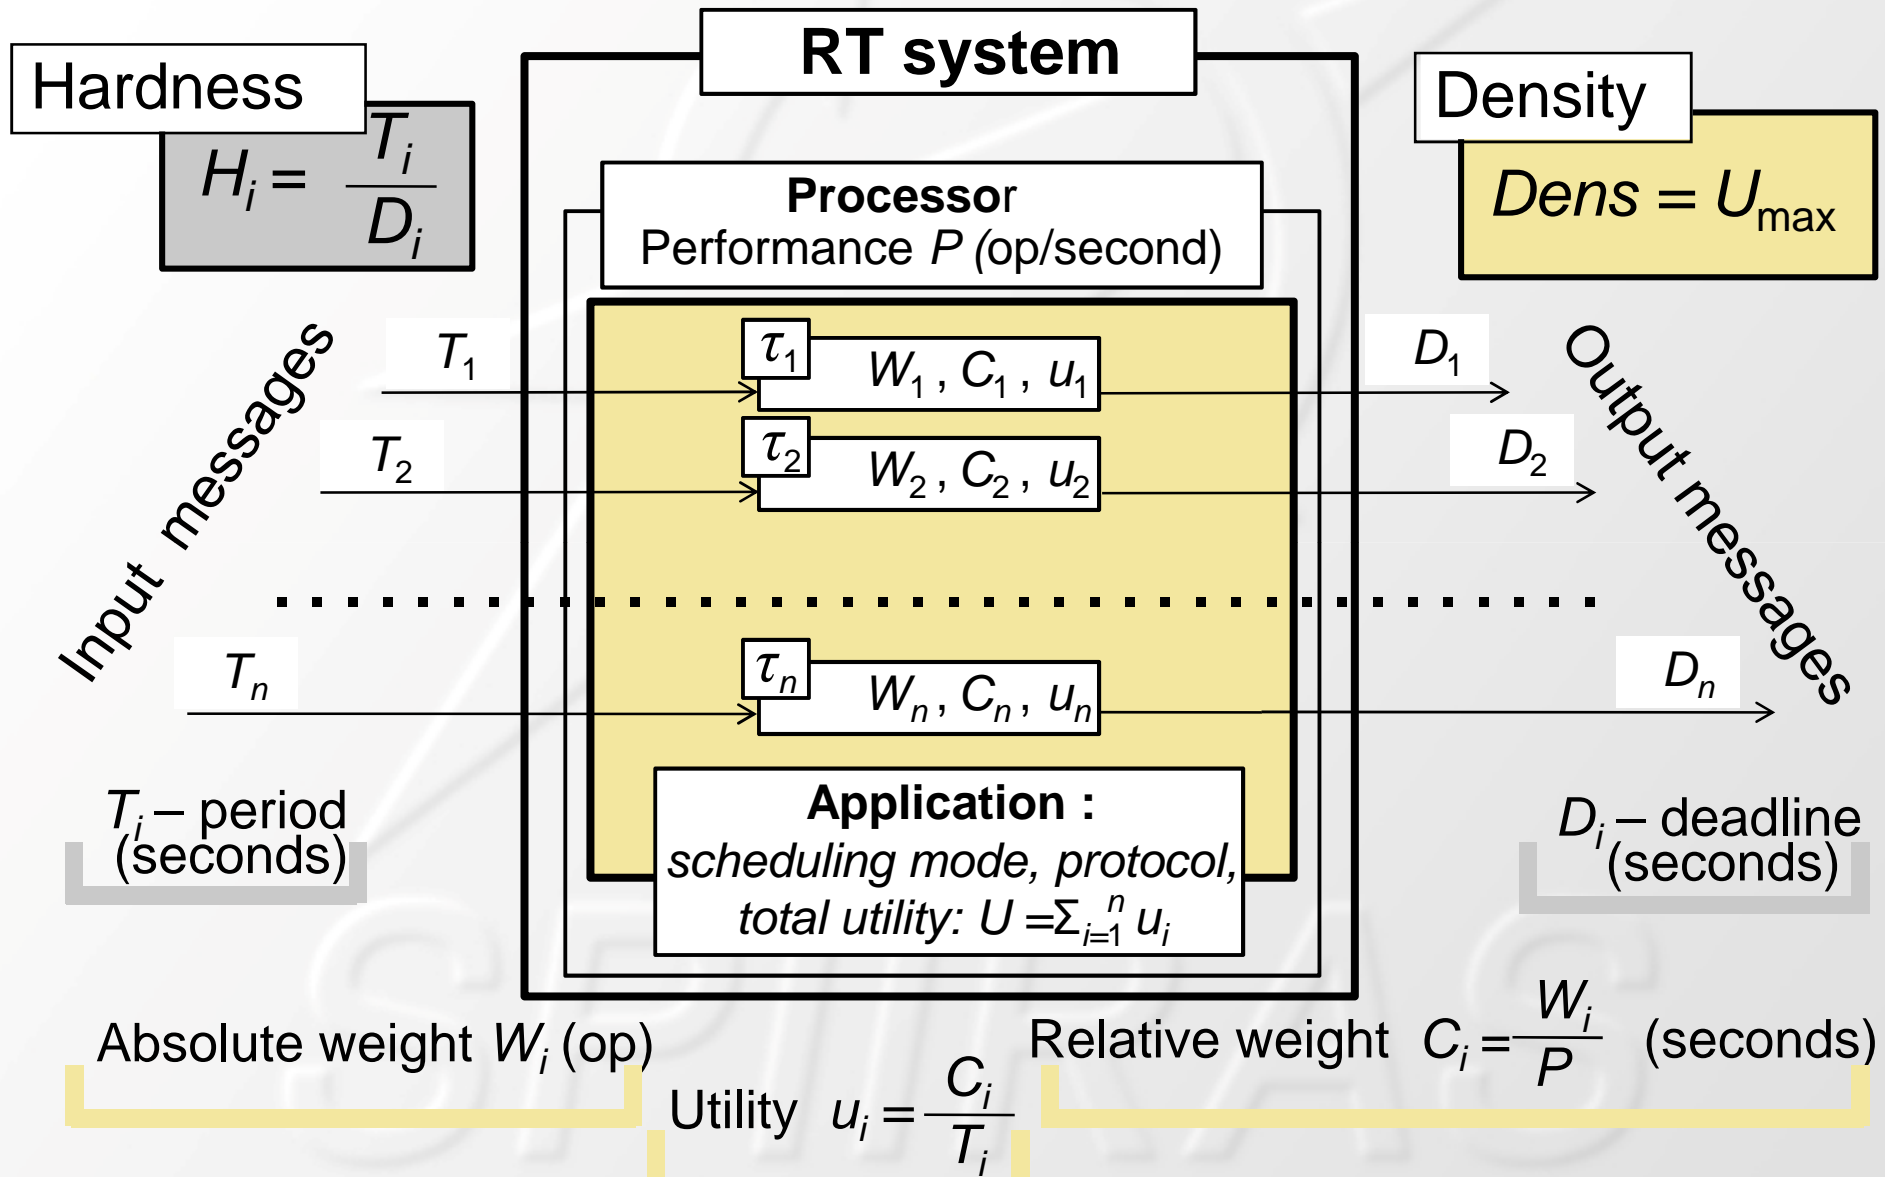 RT system
Hardness
H_i = T_i / D_i
Density
Dens = U_max
Processor
Performance P (op/second)
Input messages
Output messages
T_1
τ_1
W_1 , C_1 , u_1
D_1
T_2
τ_2
W_2 , C_2 , u_2
D_2
T_n
τ_n
W_n , C_n , u_n
D_n
T_i – period
(seconds)
D_i – deadline
(seconds)
Application :
scheduling mode, protocol,
total utility: U =Σ_{i=1}^n u_i
Absolute weight W_i (op)
Relative weight C_i = W_i / P (seconds)
Utility u_i = C_i / T_i
SPIIRAS